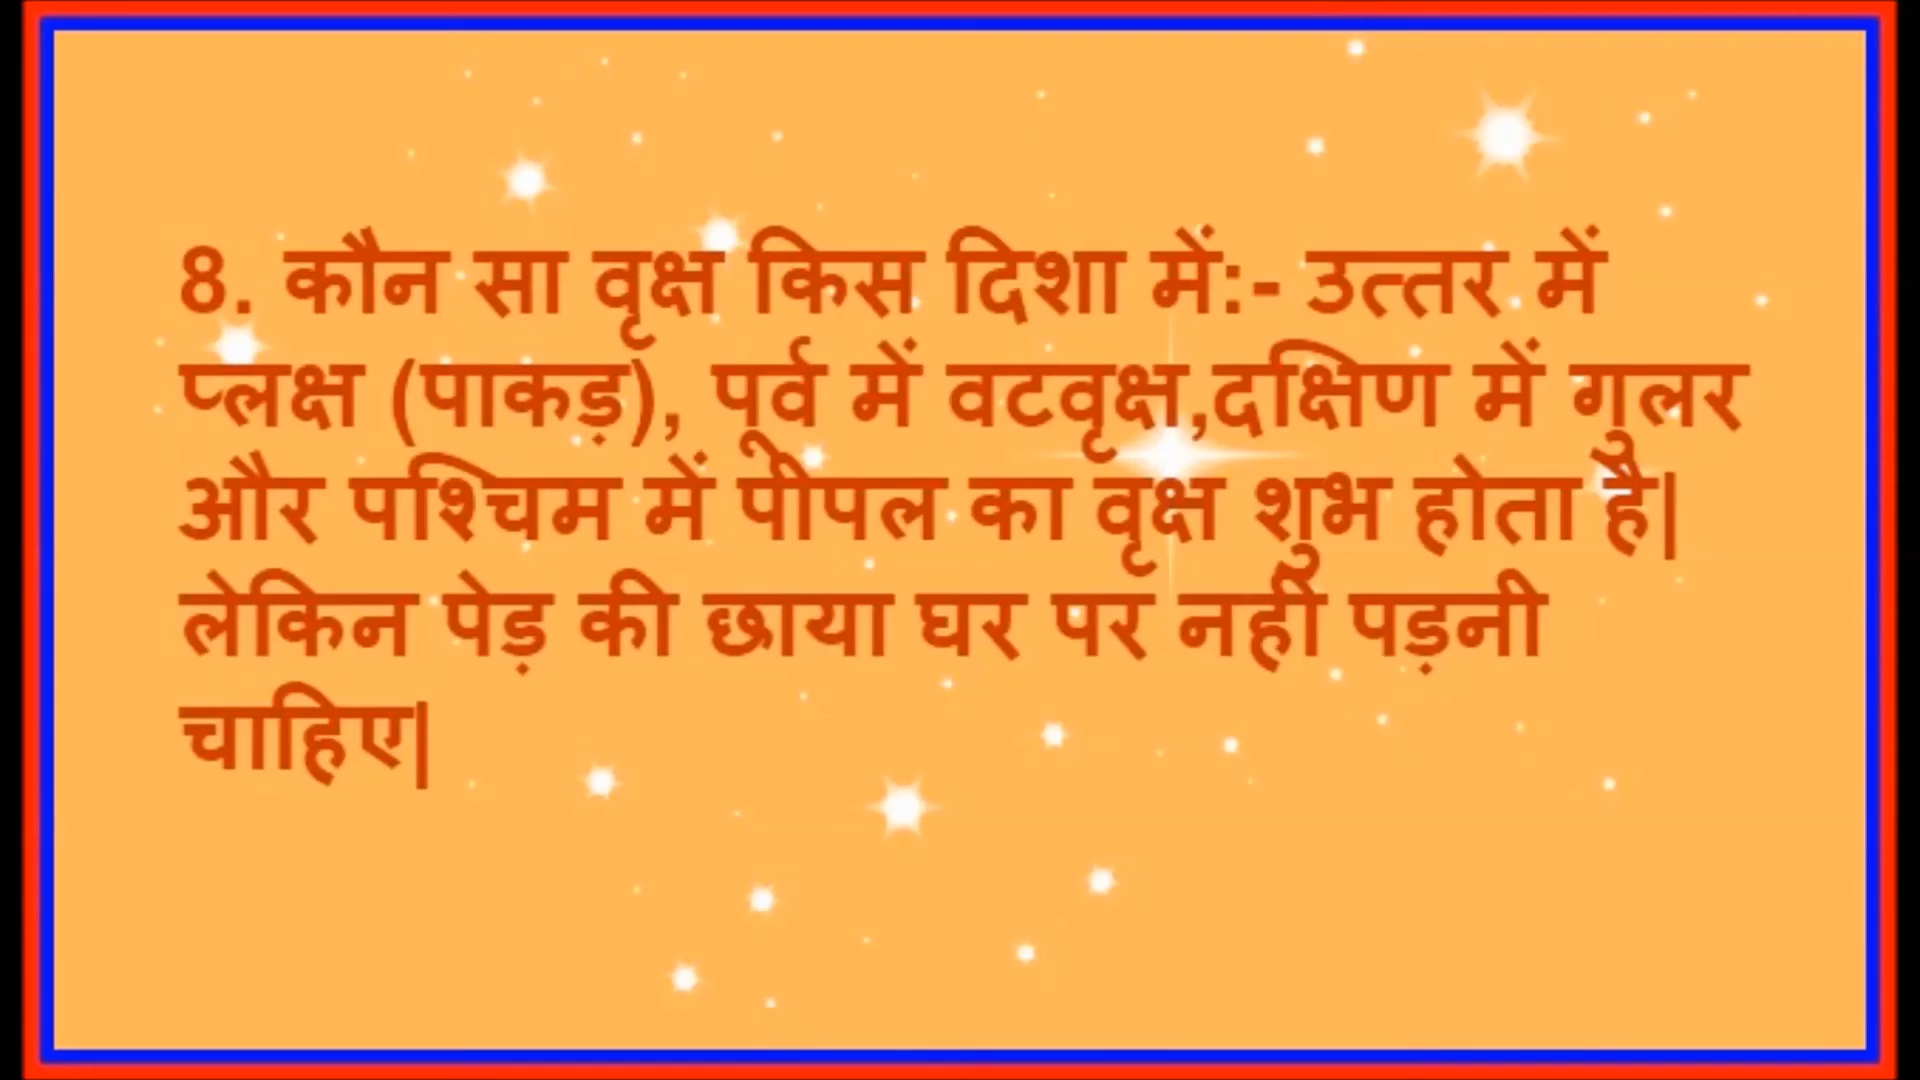 8. कौन सा वृक्ष किस दिशा में:- उत्तर में
प्लक्ष (पाकड़), पूर्व में वटवृक्ष,दक्षिण में गुलर
और पश्चिम में पीपल का वृक्ष शुभ होता है|
लेकिन पेड़ की छाया घर पर नहीं पड़नी
चाहिए|